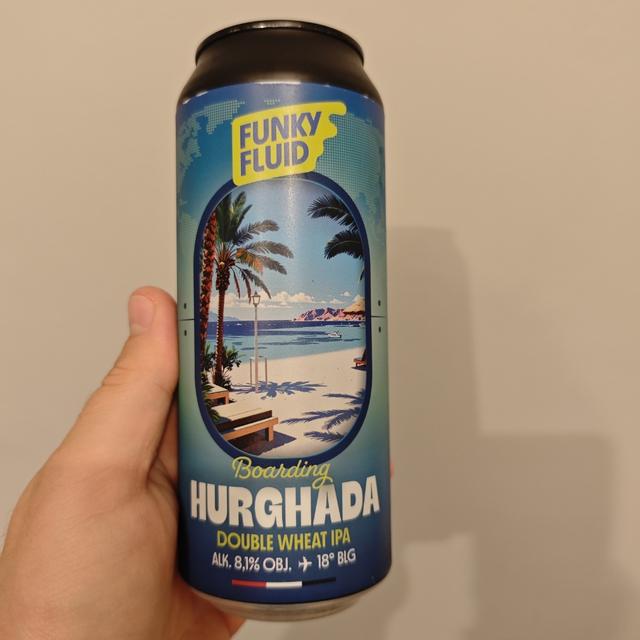 FUNKY
FLUID
Boarding
HURGHADA
DOUBLE WHEAT IPA
ALK. 8,1% OBJ. ✈ 18° BLG